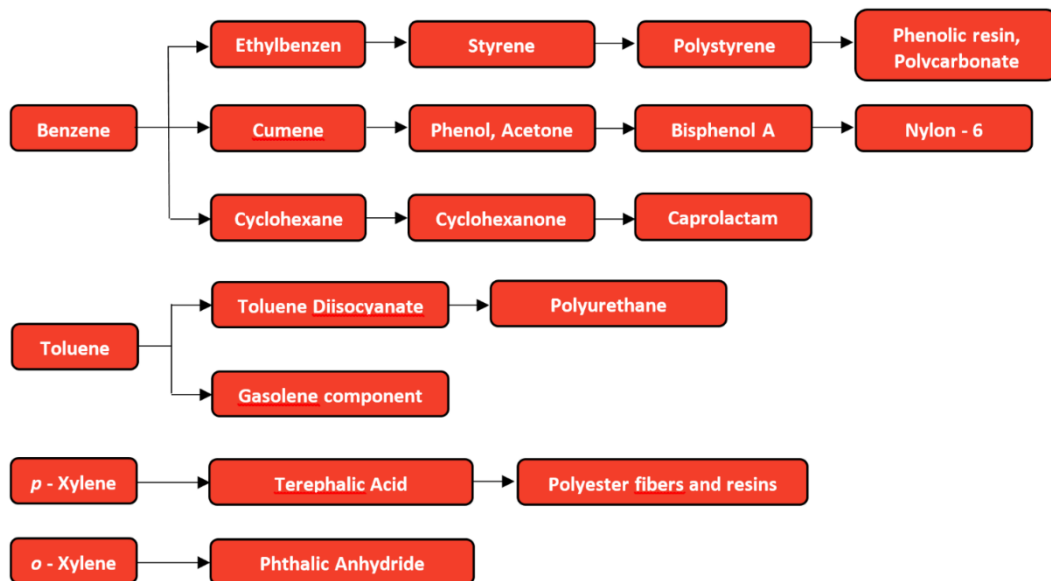 Ethylbenzen
Styrene
Polystyrene
Phenolic resin,
Polycarbonate
Benzene
Cumene
Phenol, Acetone
Bisphenol A
Nylon - 6
Cyclohexane
Cyclohexanone
Caprolactam
Toluene
Toluene Diisocyanate
Polyurethane
Gasolene component
p - Xylene
Terephalic Acid
Polyester fibers and resins
o - Xylene
Phthalic Anhydride